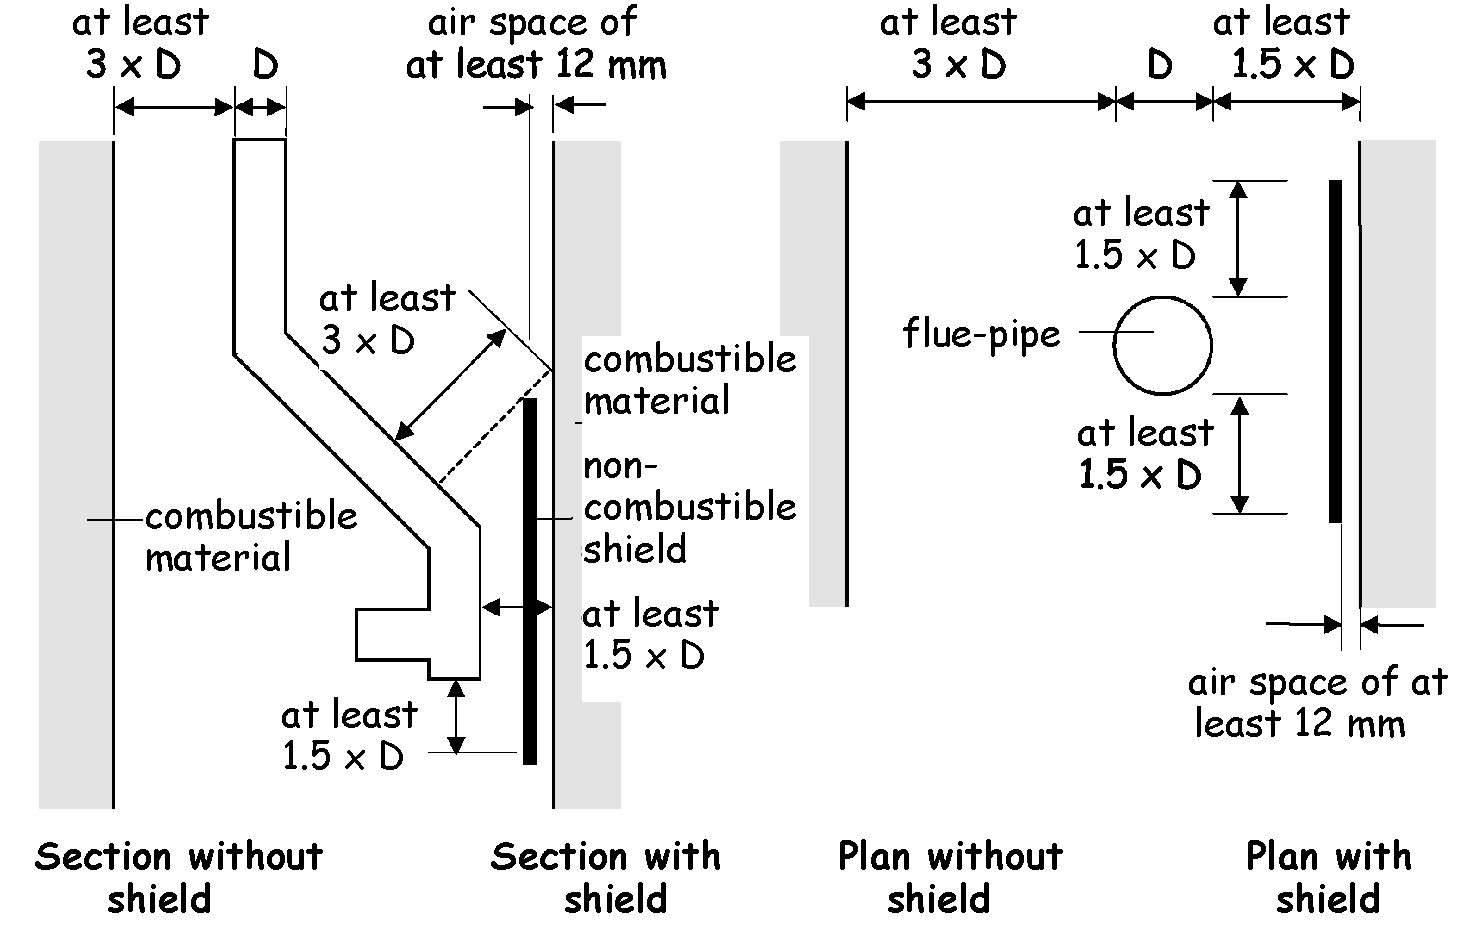 at least
3 x D
D
air space of
at least 12 mm
at least
3 x D
D
at least
1.5 x D
at least
3 x D
combustible
material
non-
combustible
shield
at least
1.5 x D
combustible
material
at least
1.5 x D
at least
1.5 x D
flue-pipe
at least
1.5 x D
air space of at
least 12 mm
Section without
shield
Section with
shield
Plan without
shield
Plan with
shield